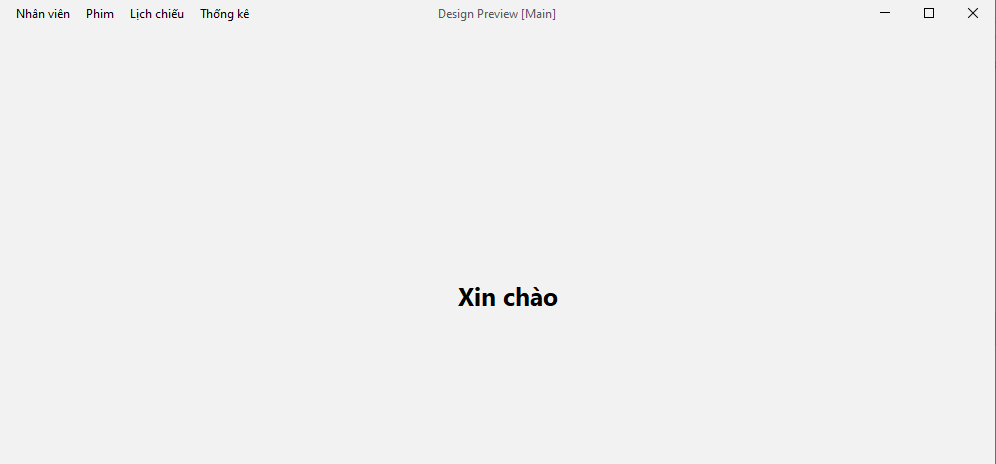 Nhân viên Phim Lịch chiếu Thống kê Design Preview [Main]
Xin chào